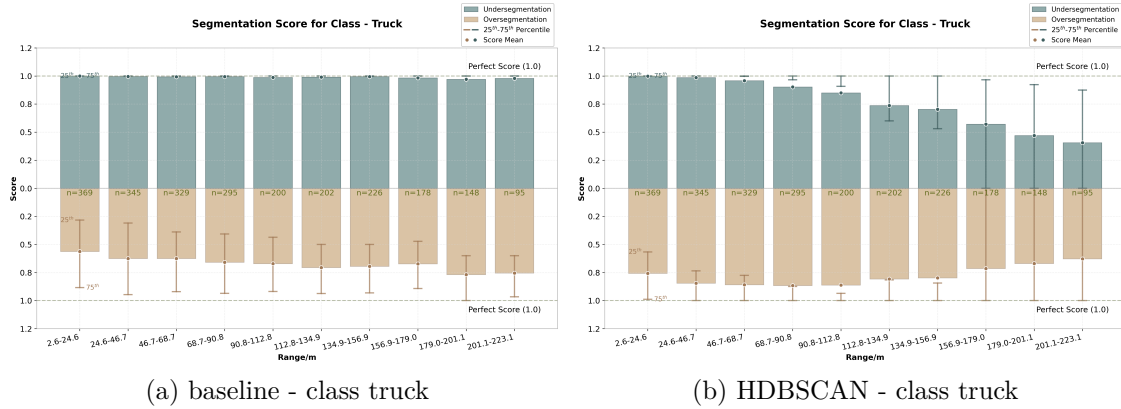 Segmentation Score for Class - Truck
Undersegmentation
Oversegmentation
25th-75th Percentile
Score Mean
1.2
1.0
0.8
0.5
0.2
0.0
0.2
0.5
0.8
1.0
1.2
Score
25th - 75th
Perfect Score (1.0)
n=369 n=345 n=329 n=295 n=200 n=202 n=226 n=178 n=148 n=95
25th
75th
Perfect Score (1.0)
2.6-24.6 24.6-46.7 46.7-68.7 68.7-90.8 90.8-112.8 112.8-134.9 134.9-156.9 156.9-179.0 179.0-201.1 201.1-223.1
Range/m
(a) baseline - class truck
Segmentation Score for Class - Truck
Undersegmentation
Oversegmentation
25th-75th Percentile
Score Mean
1.2
1.0
0.8
0.5
0.2
0.0
0.2
0.5
0.8
1.0
1.2
Score
25th - 75th
Perfect Score (1.0)
n=369 n=345 n=329 n=295 n=200 n=202 n=226 n=178 n=148 n=95
25th
75th
Perfect Score (1.0)
2.6-24.6 24.6-46.7 46.7-68.7 68.7-90.8 90.8-112.8 112.8-134.9 134.9-156.9 156.9-179.0 179.0-201.1 201.1-223.1
Range/m
(b) HDBSCAN - class truck